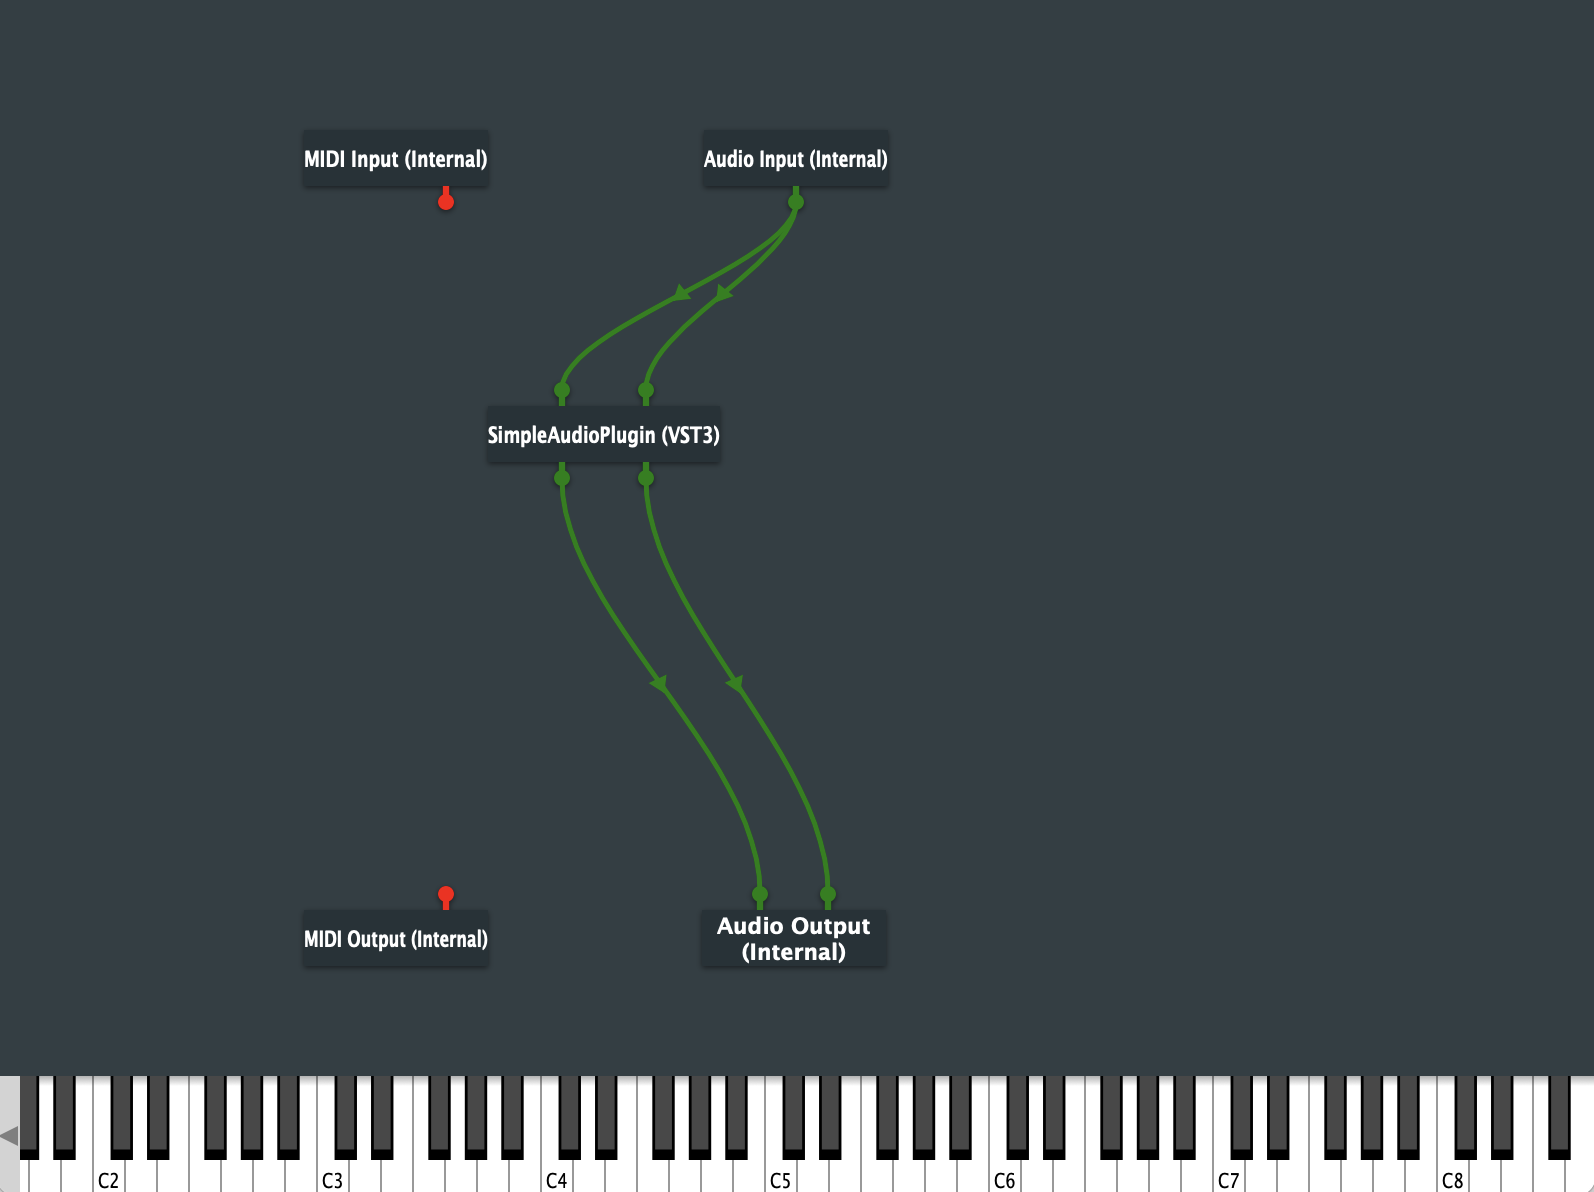 MIDI Input (Internal)
Audio Input (Internal)
SimpleAudioPlugin (VST3)
MIDI Output (Internal)
Audio Output
(Internal)
C2
C3
C4
C5
C6
C7
C8